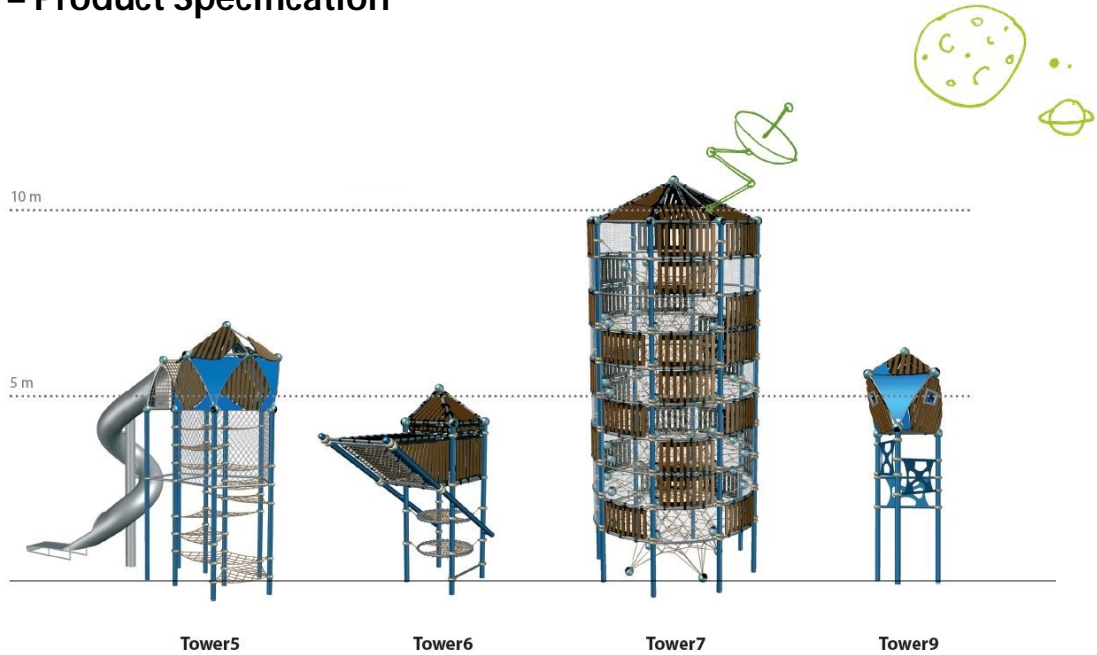 – Product Specification
10 m
5 m
Tower5
Tower6
Tower7
Tower9